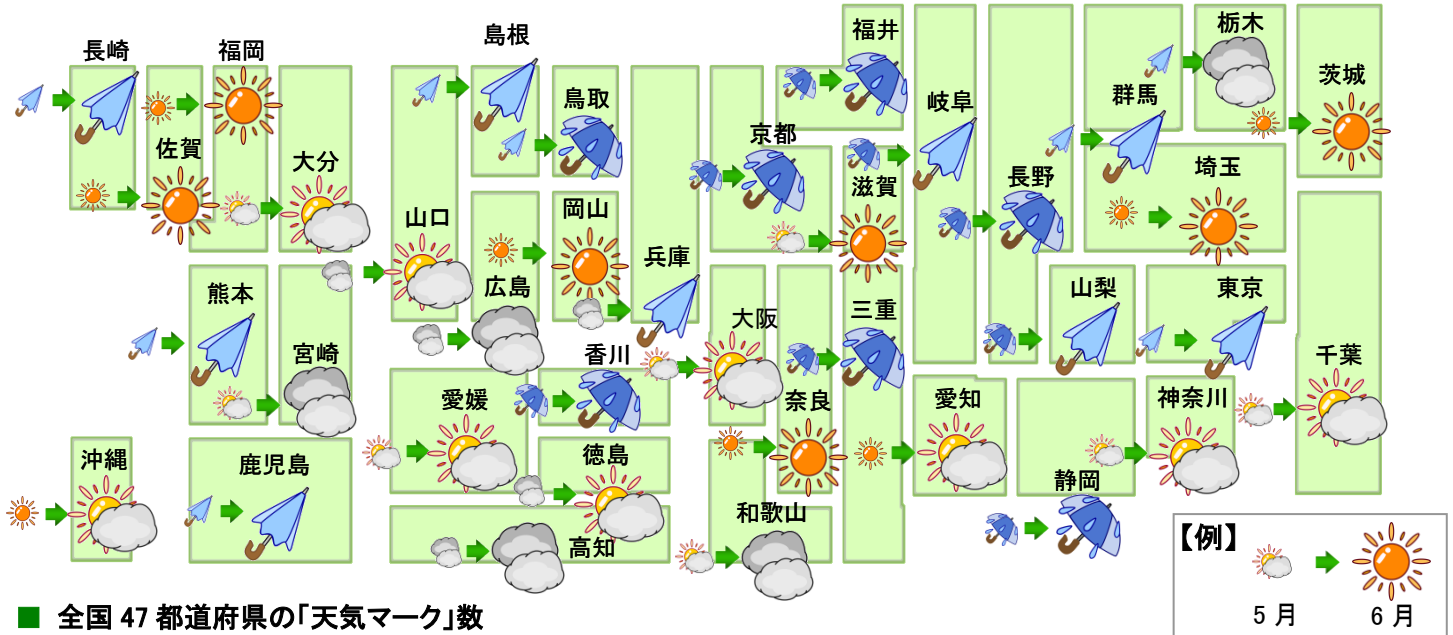 福井
栃木
島根
長崎
福岡
茨城
鳥取
岐阜
群馬
京都
佐賀
大分
滋賀
長野
埼玉
山口
岡山
兵庫
熊本
広島
大阪
三重
山梨
東京
宮崎
香川
千葉
愛媛
奈良
愛知
神奈川
沖縄
鹿児島
徳島
静岡
高知
和歌山
【例】
5月
6月
■ 全国 47 都道府県の「天気マーク」数